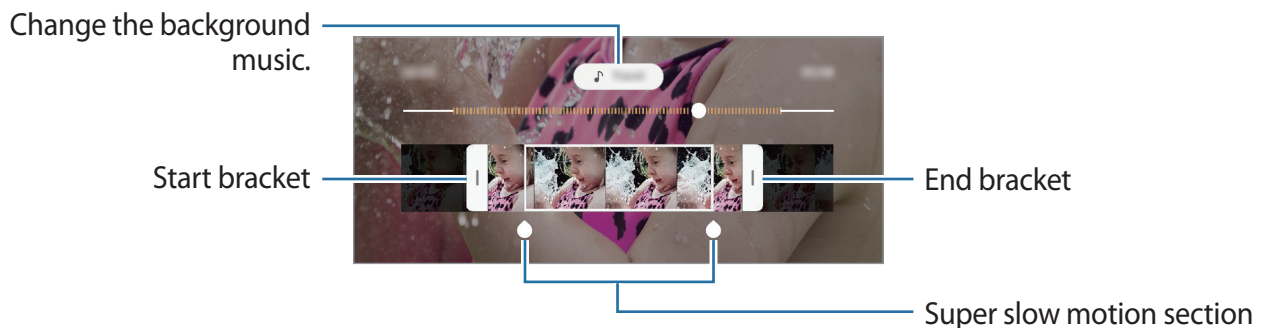 Change the background
music.
Start bracket
End bracket
Super slow motion section